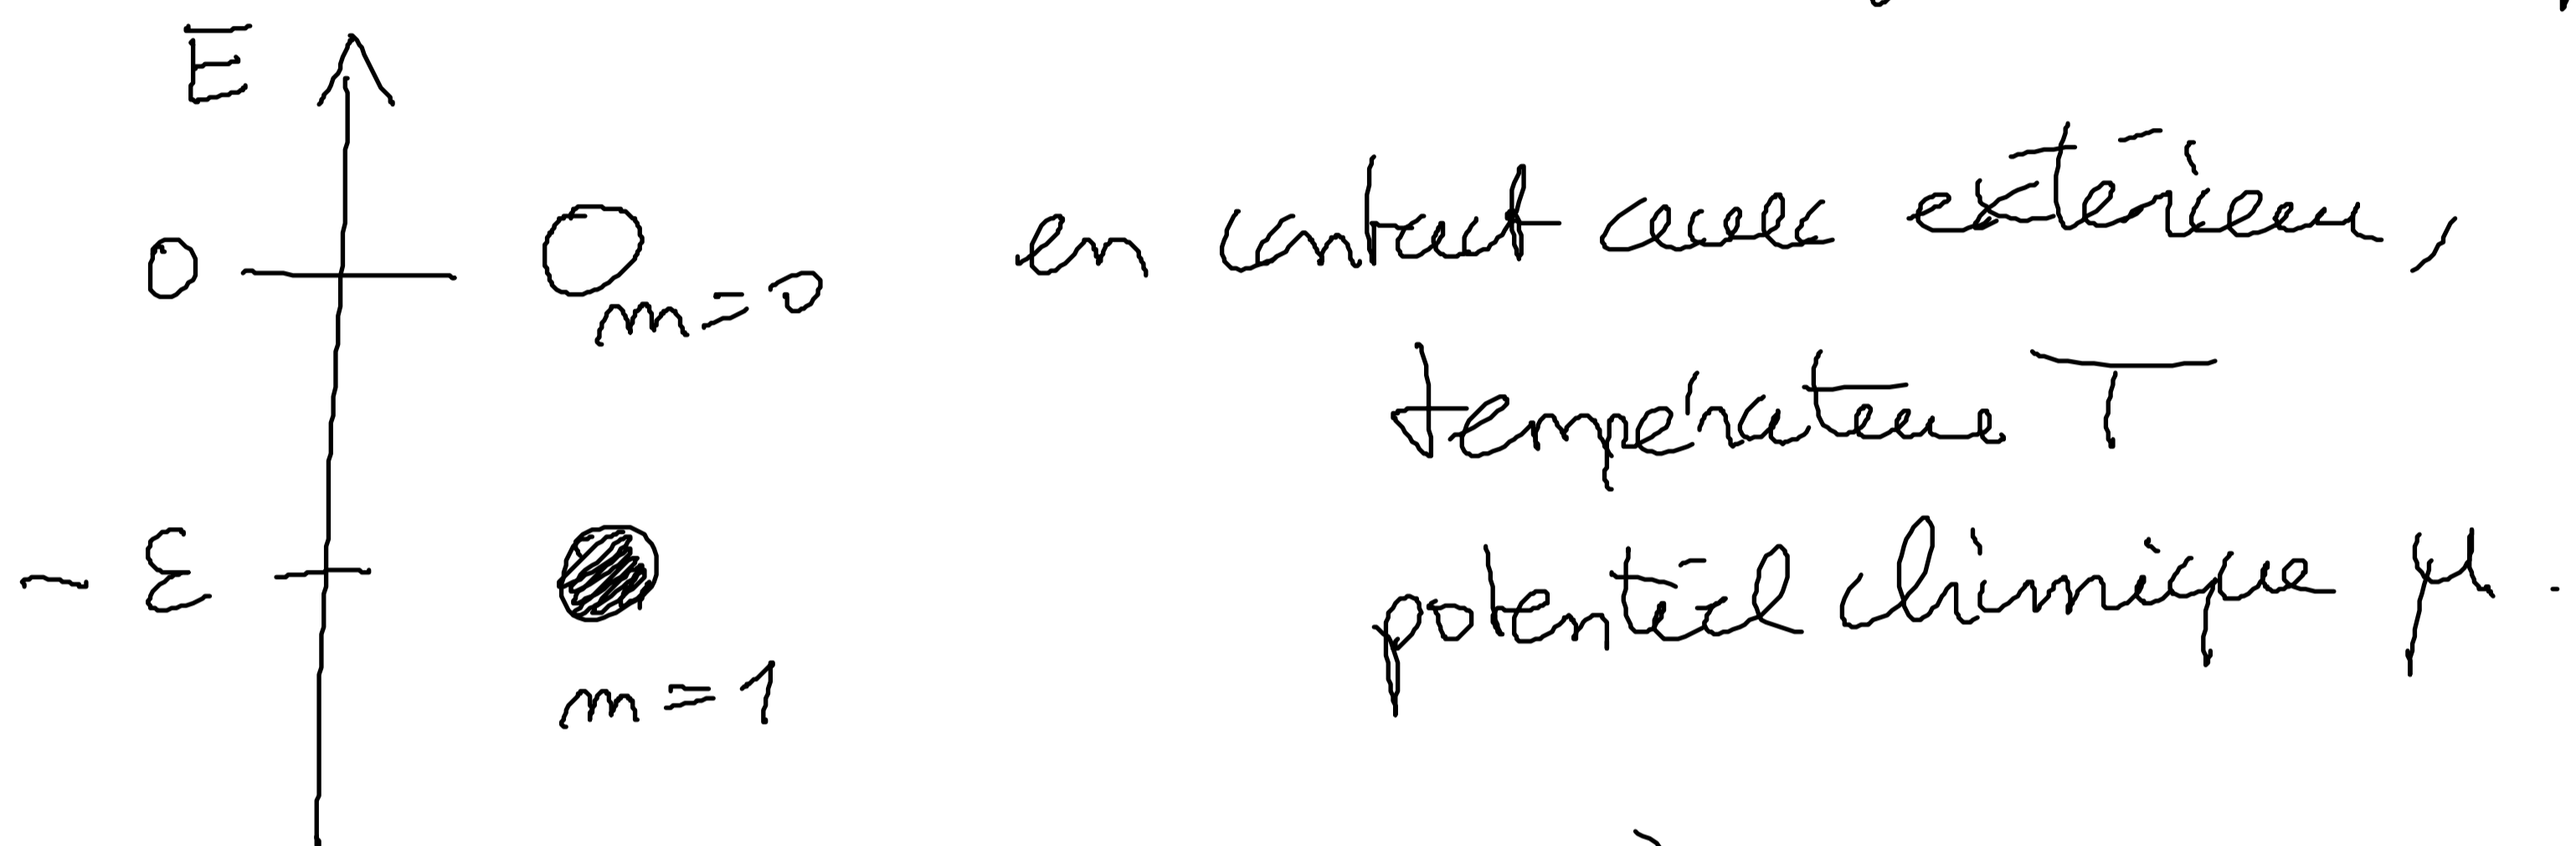 E
0 m=0 en contact avec extérieur,
température T
- ε potentiel chimique μ.
m=1